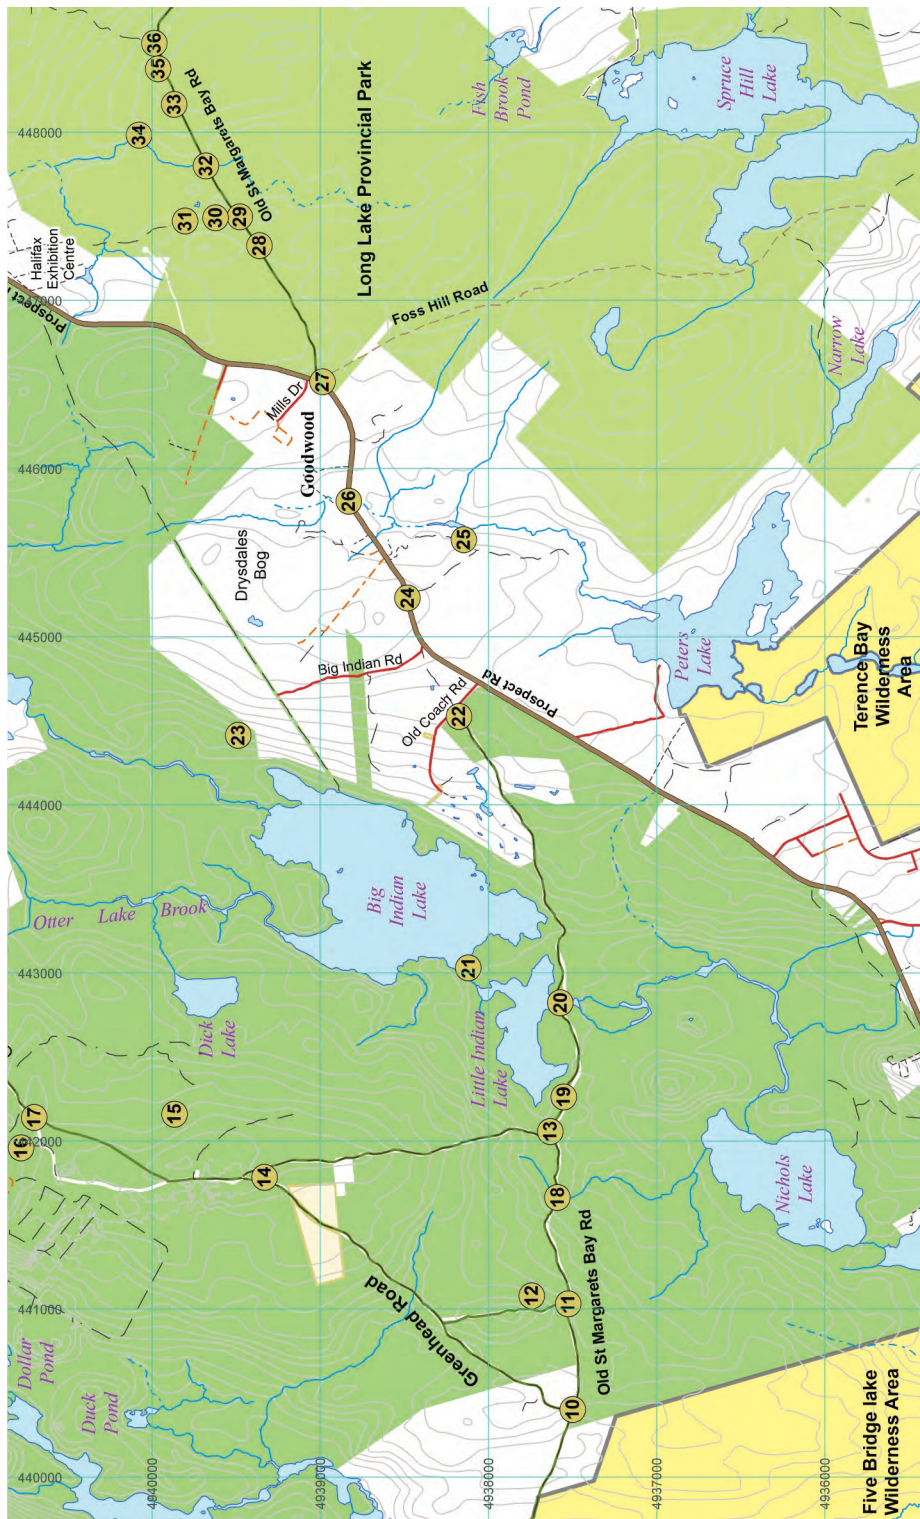 Dollar
Pond
Duck
Pond
Otter Lake Brook
Dick
Lake
Big
Indian
Lake
Little Indian
Lake
Nichols
Lake
Greenhead Road
Old St Margarets Bay Rd
Five Bridge lake
Wilderness Area
Drysdales
Bog
Big Indian Rd
Old Coach Rd
Prospect Rd
Peters
Lake
Terence Bay
Wilderness
Area
Goodwood
Mills Dr
Prospect
Halifax
Exhibition
Centre
Foss Hill Road
Old St Margarets Bay Rd
Long Lake Provincial Park
Fish
Brook
Pond
Spruce
Hill
Lake
Narrow
Lake
10
11
12
13
14
15
16
17
18
19
20
21
22
23
24
25
26
27
28
29
30
31
32
33
34
35
36
440000
441000
442000
443000
444000
445000
446000
447000
448000
4940000
4939000
4938000
4937000
4936000